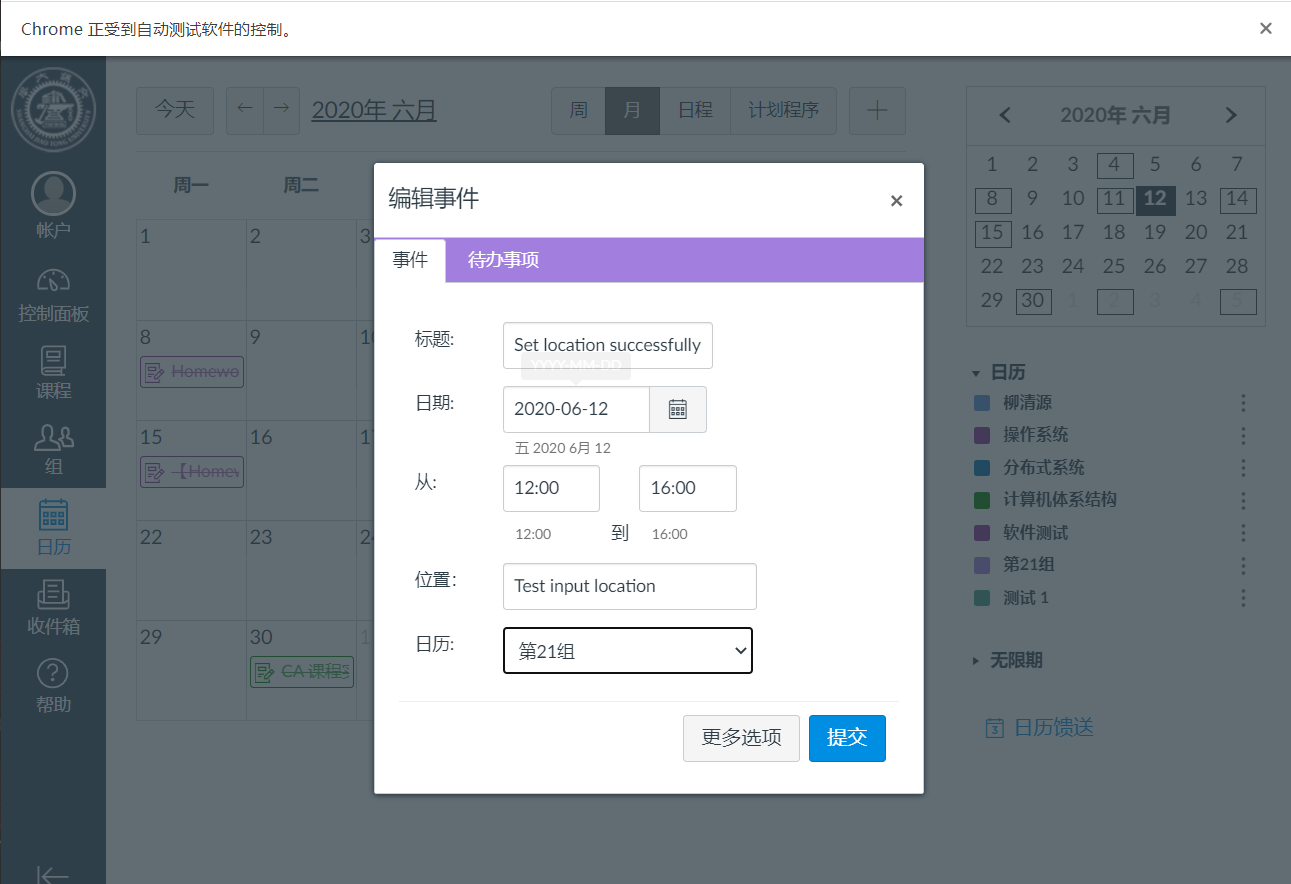 Chrome 正受到自动测试软件的控制。
今天
2020年 六月
周 月 日程 计划程序
周一 周二
1 2 3
8 9
Homewo
15 16
【Homew
22 23
29 30 1
CA 课程实
帐户
控制面板
课程
组
日历
收件箱
帮助
编辑事件
事件 待办事项
标题: Set location successfully
YYYY-MM-DD
日期: 2020-06-12
五 2020 6月 12
从: 12:00 16:00
12:00 到 16:00
位置: Test input location
日历: 第21组
更多选项 提交
2020年 六月
1 2 3 4 5 6 7
8 9 10 11 12 13 14
15 16 17 18 19 20 21
22 23 24 25 26 27 28
29 30 1 2 3 4 5
日历
柳清源
操作系统
分布式系统
计算机体系结构
软件测试
第21组
测试 1
无限期
3 日历馈送